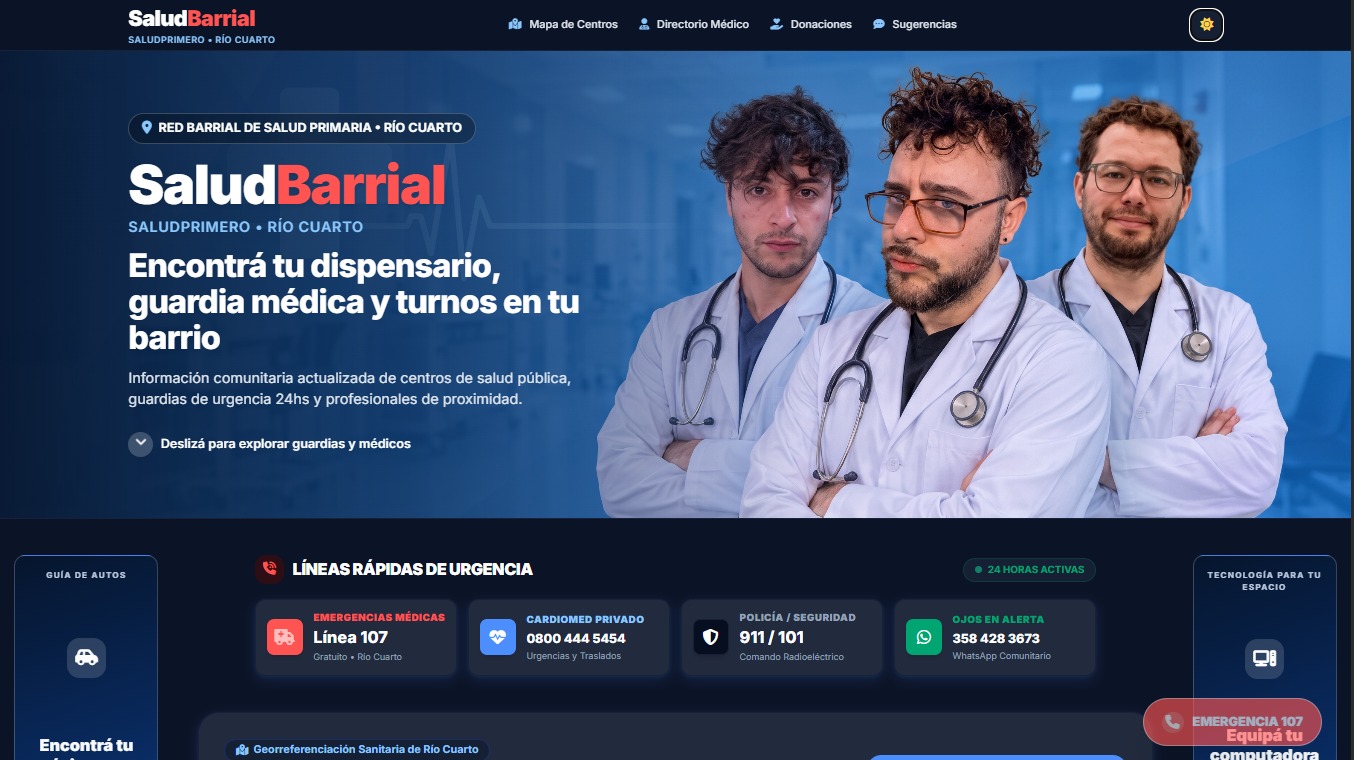 SaludBarrial
SALUDPRIMERO • RÍO CUARTO
Mapa de Centros
Directorio Médico
Donaciones
Sugerencias
RED BARRIAL DE SALUD PRIMARIA • RÍO CUARTO
SaludBarrial
SALUDPRIMERO • RÍO CUARTO
Encontrá tu dispensario,
guardia médica y turnos en tu
barrio
Información comunitaria actualizada de centros de salud pública,
guardias de urgencia 24hs y profesionales de proximidad.
Deslizá para explorar guardias y médicos
GUÍA DE AUTOS
Encontrá tu
LÍNEAS RÁPIDAS DE URGENCIA
24 HORAS ACTIVAS
EMERGENCIAS MÉDICAS
Línea 107
Gratuito • Río Cuarto
CARDIOMED PRIVADO
0800 444 5454
Urgencias y Traslados
POLICÍA / SEGURIDAD
911 / 101
Comando Radioeléctrico
OJOS EN ALERTA
358 428 3673
WhatsApp Comunitario
Georreferenciación Sanitaria de Río Cuarto
TECNOLOGÍA PARA TU
ESPACIO
EMERGENCIA 107
Equipá tu
computadora